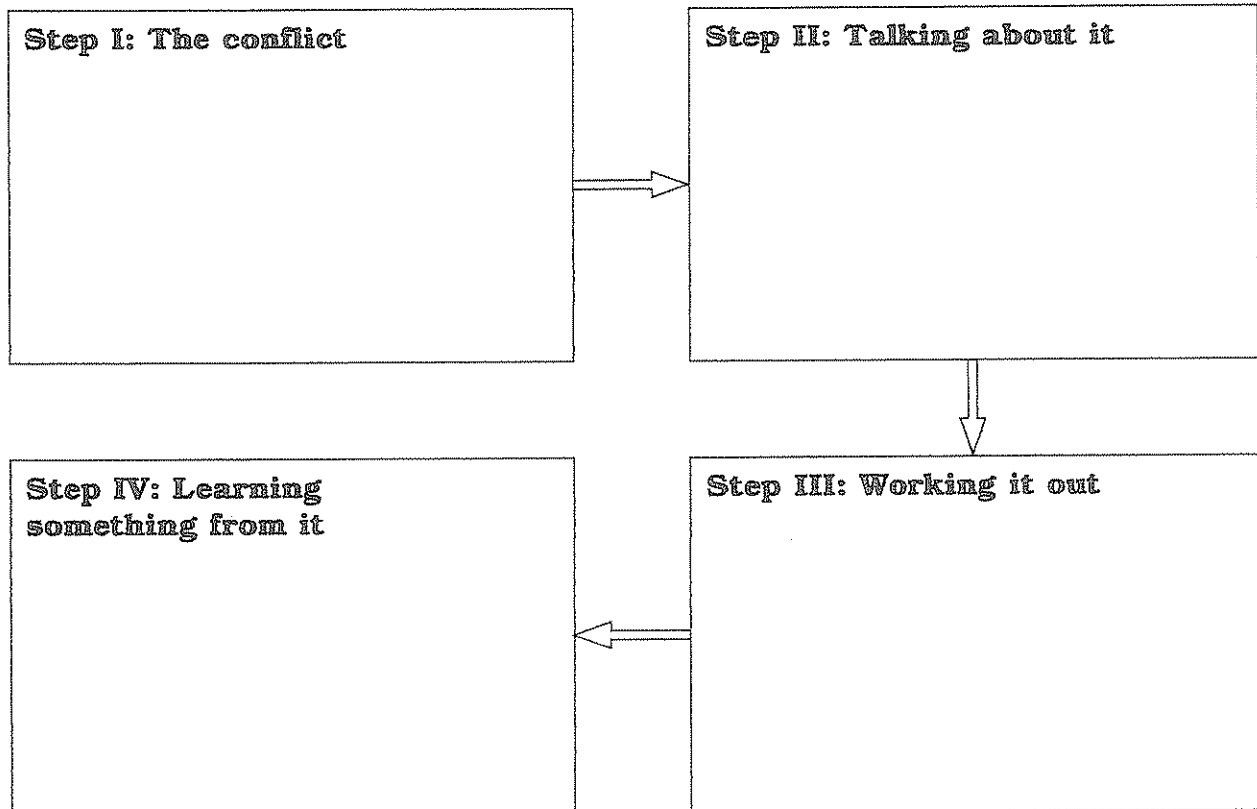 Step I: The conflict
Step II: Talking about it
Step III: Working it out
Step IV: Learning
something from it